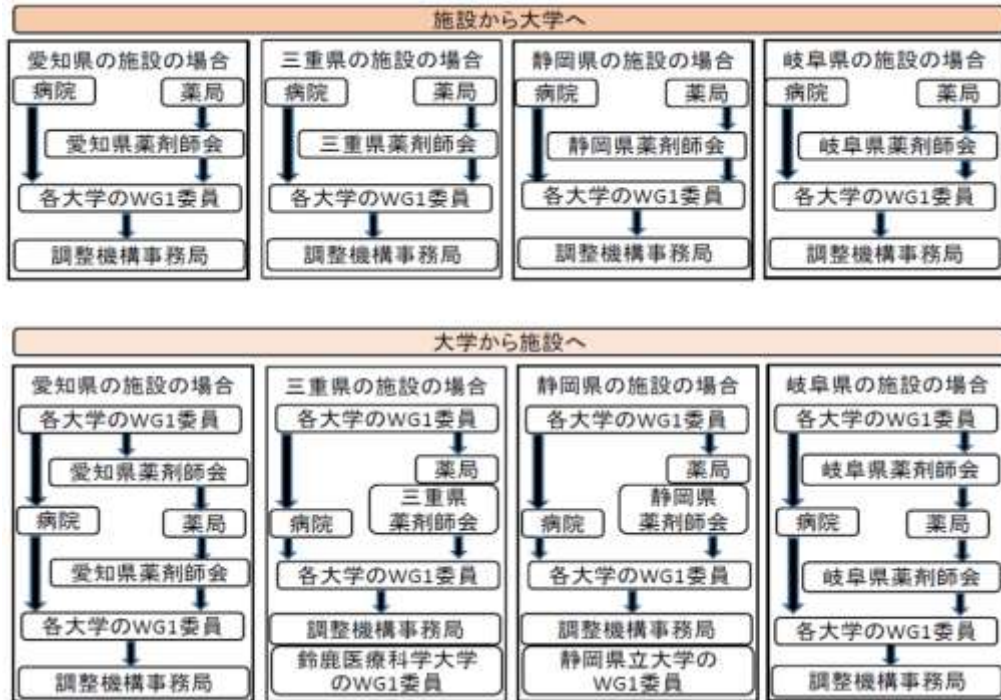 施設から大学へ
愛知県の施設の場合
病院
薬局
愛知県薬剤師会
各大学のWG1委員
調整機構事務局
三重県の施設の場合
病院
薬局
三重県薬剤師会
各大学のWG1委員
調整機構事務局
静岡県の施設の場合
病院
薬局
静岡県薬剤師会
各大学のWG1委員
調整機構事務局
岐阜県の施設の場合
病院
薬局
岐阜県薬剤師会
各大学のWG1委員
調整機構事務局
大学から施設へ
愛知県の施設の場合
各大学のWG1委員
愛知県薬剤師会
病院
薬局
愛知県薬剤師会
各大学のWG1委員
調整機構事務局
三重県の施設の場合
各大学のWG1委員
薬局
三重県
薬剤師会
病院
各大学のWG1委員
調整機構事務局
鈴鹿医療科学大学
のWG1委員
静岡県の施設の場合
各大学のWG1委員
薬局
静岡県
薬剤師会
病院
各大学のWG1委員
調整機構事務局
静岡県立大学の
WG1委員
岐阜県の施設の場合
各大学のWG1委員
岐阜県薬剤師会
病院
薬局
岐阜県薬剤師会
各大学のWG1委員
調整機構事務局